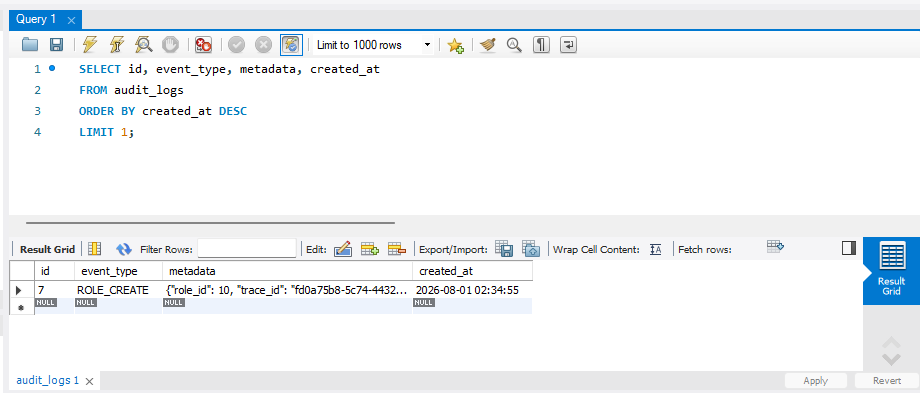 Query 1
Limit to 1000 rows
1 SELECT id, event_type, metadata, created_at
2 FROM audit_logs
3 ORDER BY created_at DESC
4 LIMIT 1;
Result Grid Filter Rows: Edit: Export/Import: Wrap Cell Content: Fetch rows:
id event_type metadata created_at
7 ROLE_CREATE {"role_id": 10, "trace_id": "fd0a75b8-5c74-4432... 2026-08-01 02:34:55
NULL NULL NULL NULL
Result
Grid
audit_logs 1 Apply Revert